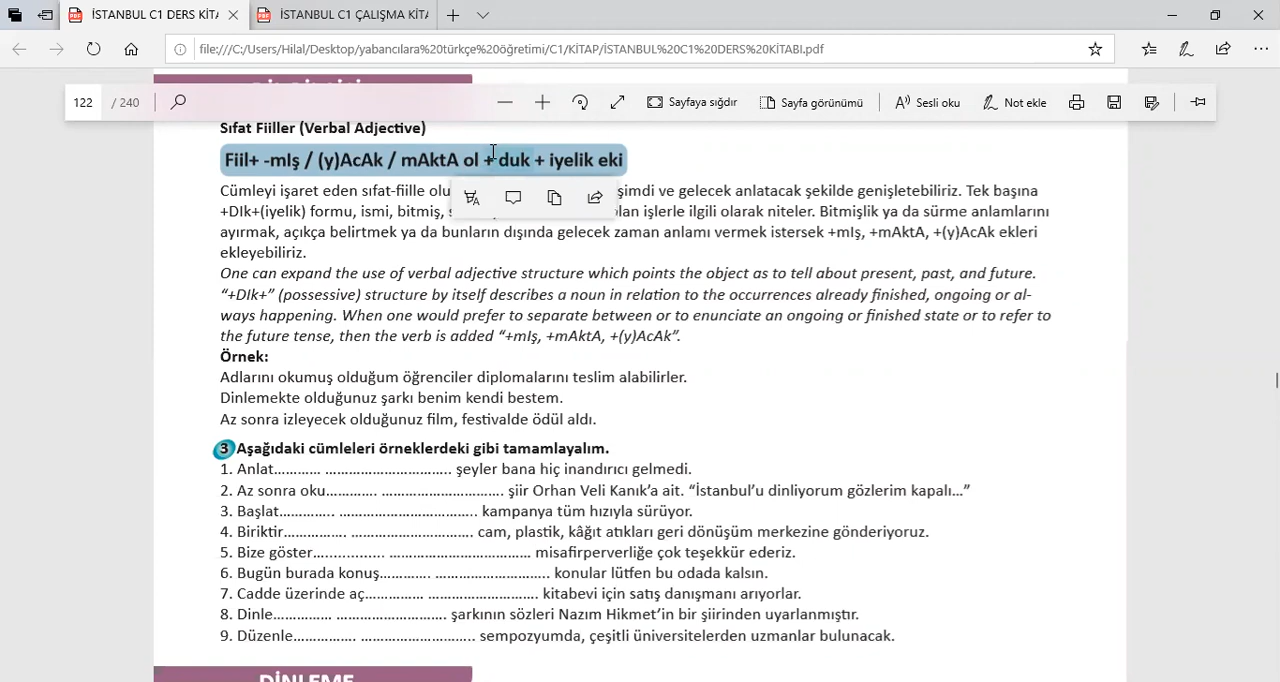 İSTANBUL C1 DERS KİTA
İSTANBUL C1 ÇALIŞMA KİTA
file:///C:/Users/Hilal/Desktop/yabancılara%20türkçe%20öğretimi/C1/KİTAP/İSTANBUL%20C1%20DERS%20KİTABI.pdf
122 / 240
Sayfaya sığdır
Sayfa görünümü
Sesli oku
Not ekle
Sıfat Fiiller (Verbal Adjective)
Fiil+ -mIş / (y)AcAk / mAktA ol + duk + iyelik eki
Cümleyi işaret eden sıfat-fiille olu şimdi ve gelecek anlatacak şekilde genişletebiliriz. Tek başına
+DIk+(iyelik) formu, ismi, bitmiş, s olan işlerle ilgili olarak niteler. Bitmişlik ya da sürme anlamlarını
ayırmak, açıkça belirtmek ya da bunların dışında gelecek zaman anlamı vermek istersek +mIş, +mAktA, +(y)AcAk ekleri
ekleyebiliriz.
One can expand the use of verbal adjective structure which points the object as to tell about present, past, and future.
“+DIk+” (possessive) structure by itself describes a noun in relation to the occurrences already finished, ongoing or al-
ways happening. When one would prefer to separate between or to enunciate an ongoing or finished state or to refer to
the future tense, then the verb is added “+mIş, +mAktA, +(y)AcAk”.
Örnek:
Adlarını okumuş olduğum öğrenciler diplomalarını teslim alabilirler.
Dinlemekte olduğunuz şarkı benim kendi bestem.
Az sonra izleyecek olduğunuz film, festivalde ödül aldı.
3 Aşağıdaki cümleleri örneklerdeki gibi tamamlayalım.
1. Anlat............ ................................ şeyler bana hiç inandırıcı gelmedi.
2. Az sonra oku............. ............................... şiir Orhan Veli Kanık’a ait. “İstanbul’u dinliyorum gözlerim kapalı...”
3. Başlat.............. ................................... kampanya tüm hızıyla sürüyor.
4. Biriktir................ .............................. cam, plastik, kâğıt atıkları geri dönüşüm merkezine gönderiyoruz.
5. Bize göster.................. .................................... misafirperverliğe çok teşekkür ederiz.
6. Bugün burada konuş............. ............................ konular lütfen bu odada kalsın.
7. Cadde üzerinde aç............... ............................ kitabevi için satış danışmanı arıyorlar.
8. Dinle............... ............................ şarkının sözleri Nazım Hikmet’in bir şiirinden uyarlanmıştır.
9. Düzenle................ ............................. sempozyumda, çeşitli üniversitelerden uzmanlar bulunacak.
DİNLEME